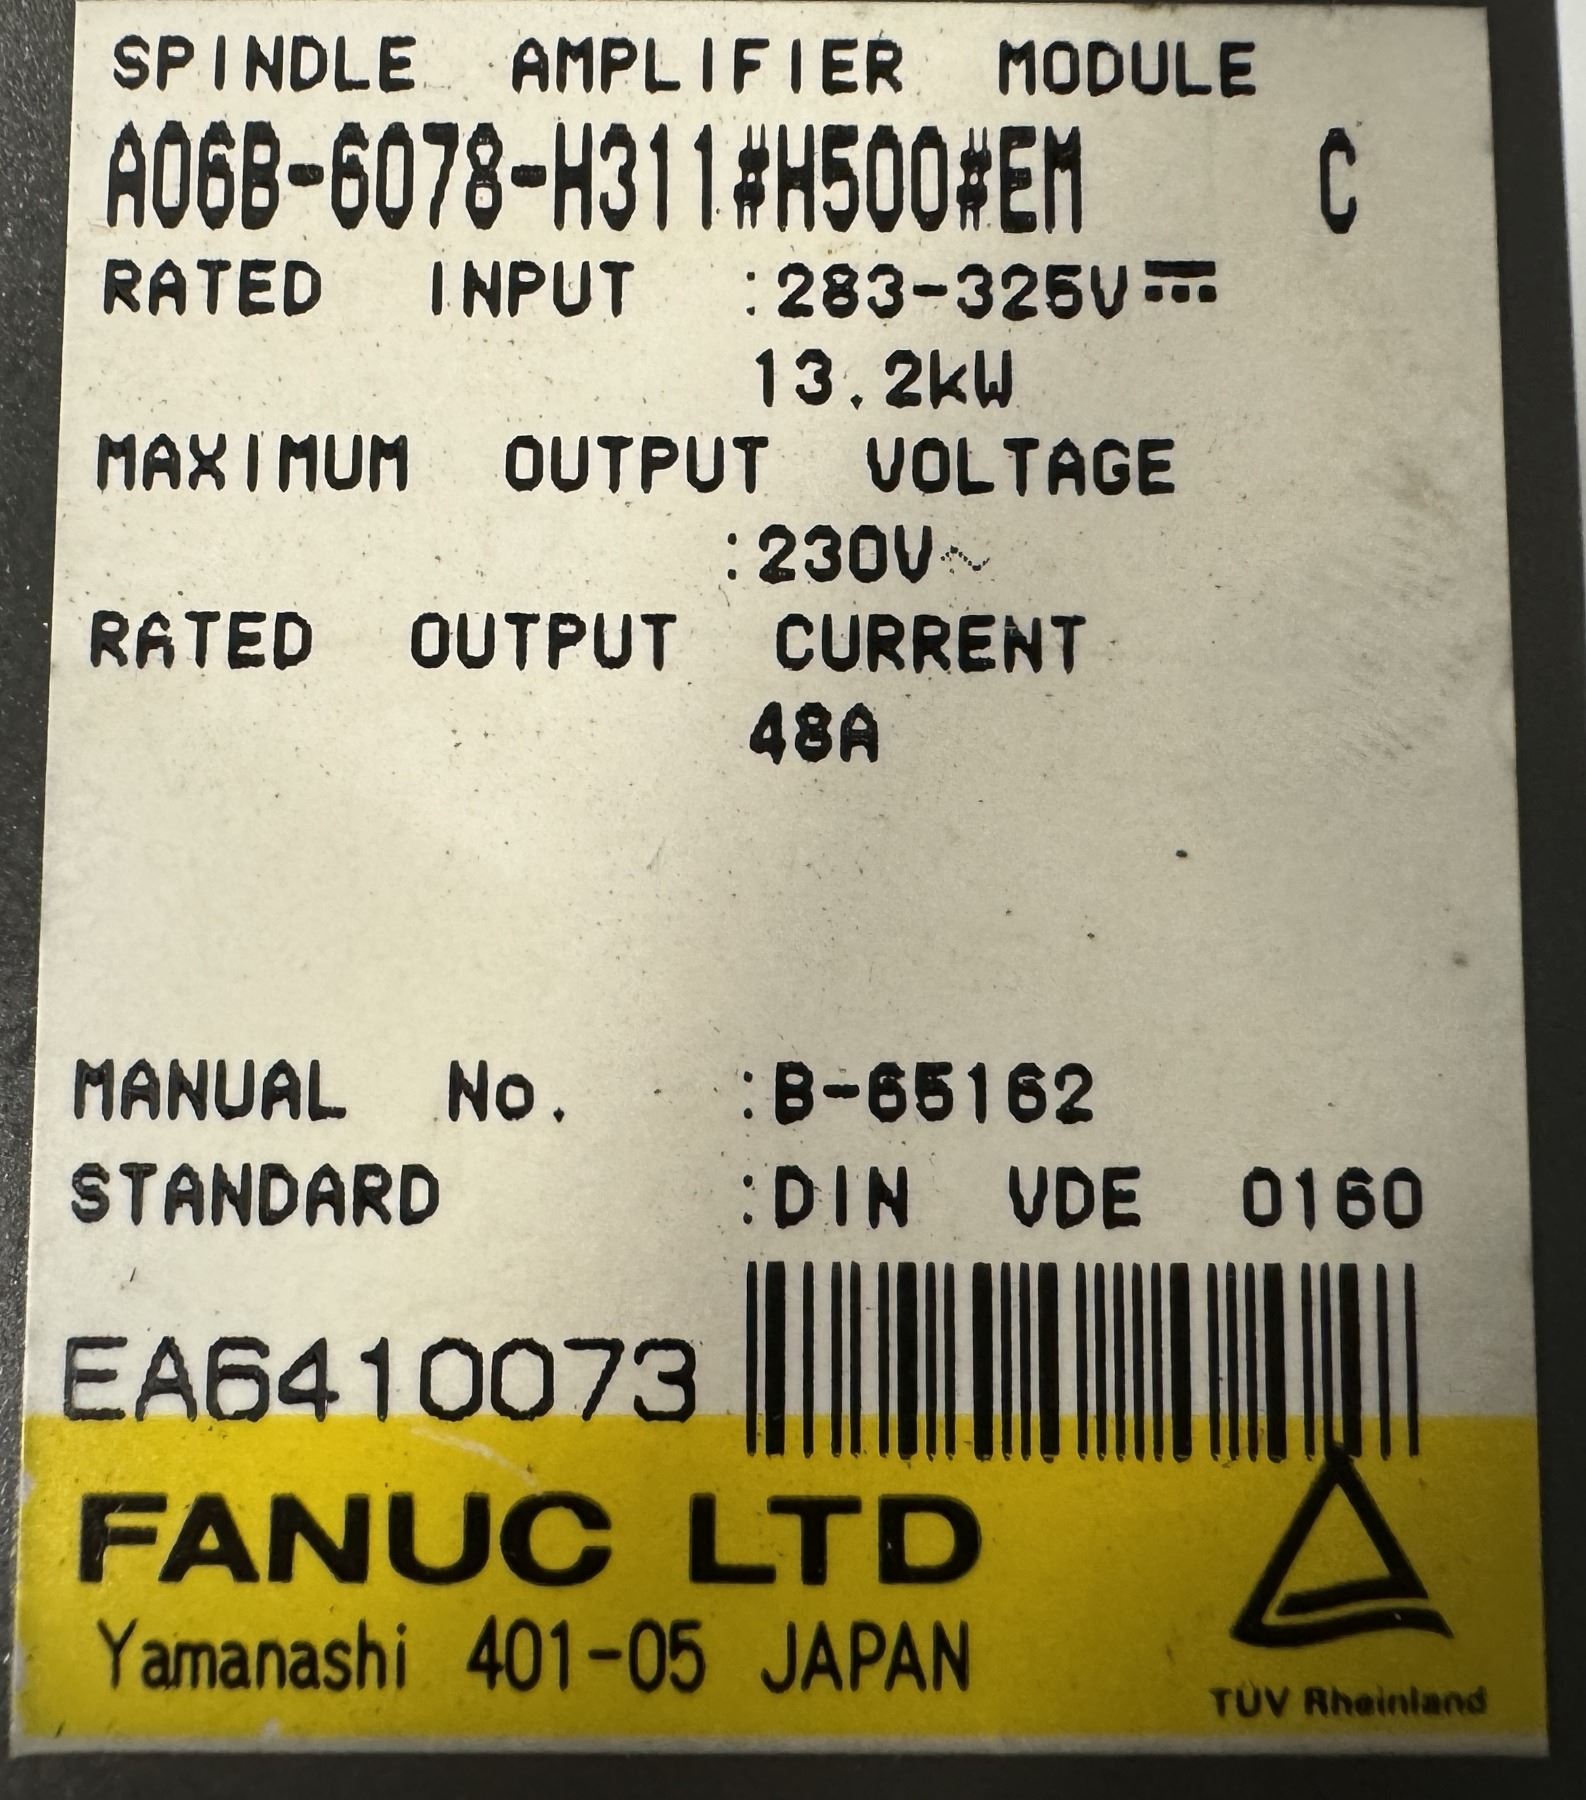 SPINDLE AMPLIFIER MODULE
A06B-6078-H311#H500#EM C
RATED INPUT :283-325V⎓
13.2kW
MAXIMUM OUTPUT VOLTAGE
:230V~
RATED OUTPUT CURRENT
48A
MANUAL No. :B-65162
STANDARD :DIN VDE 0160
EA6410073
FANUC LTD
Yamanashi 401-05 JAPAN
TÜV Rheinland